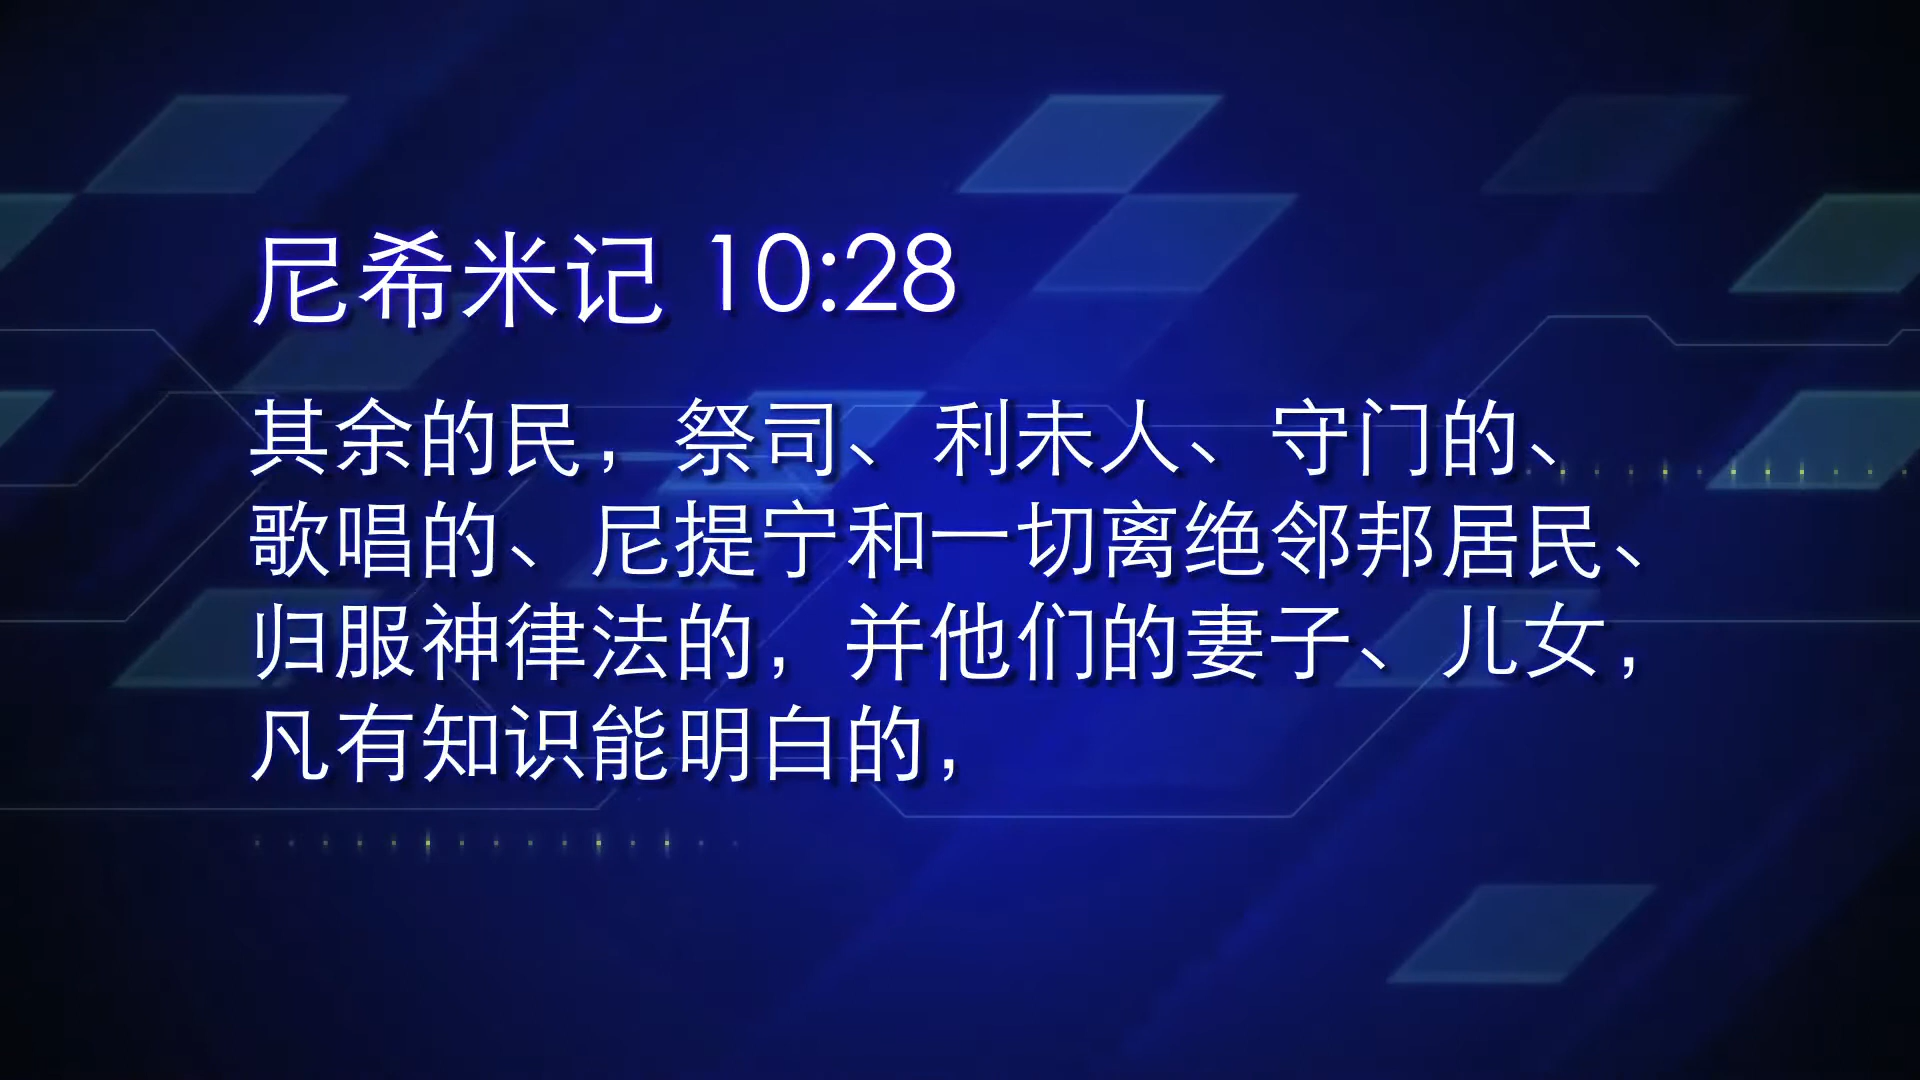 尼希米记 10:28
其余的民，祭司、利未人、守门的、
歌唱的、尼提宁和一切离绝邻邦居民、
归服神律法的，并他们的妻子、儿女，
凡有知识能明白的，